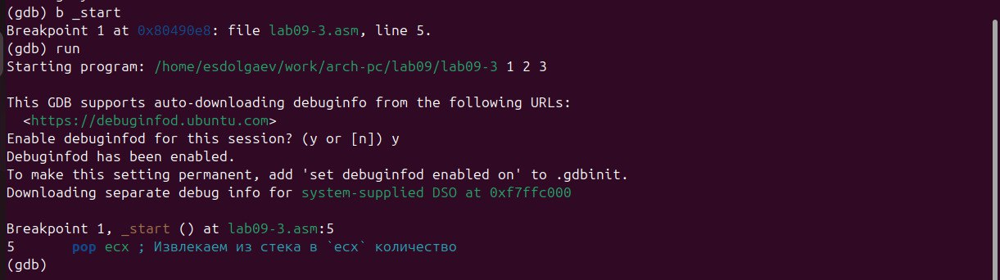 (gdb) b _start
Breakpoint 1 at 0x80490e8: file lab09-3.asm, line 5.
(gdb) run
Starting program: /home/esdolgaev/work/arch-pc/lab09/lab09-3 1 2 3
This GDB supports auto-downloading debuginfo from the following URLs:
<https://debuginfod.ubuntu.com>
Enable debuginfod for this session? (y or [n]) y
Debuginfod has been enabled.
To make this setting permanent, add 'set debuginfod enabled on' to .gdbinit.
Downloading separate debug info for system-supplied DSO at 0xf7ffc000
Breakpoint 1, _start () at lab09-3.asm:5
5 pop ecx ; Извлекаем из стека в `ecx` количество
(gdb)